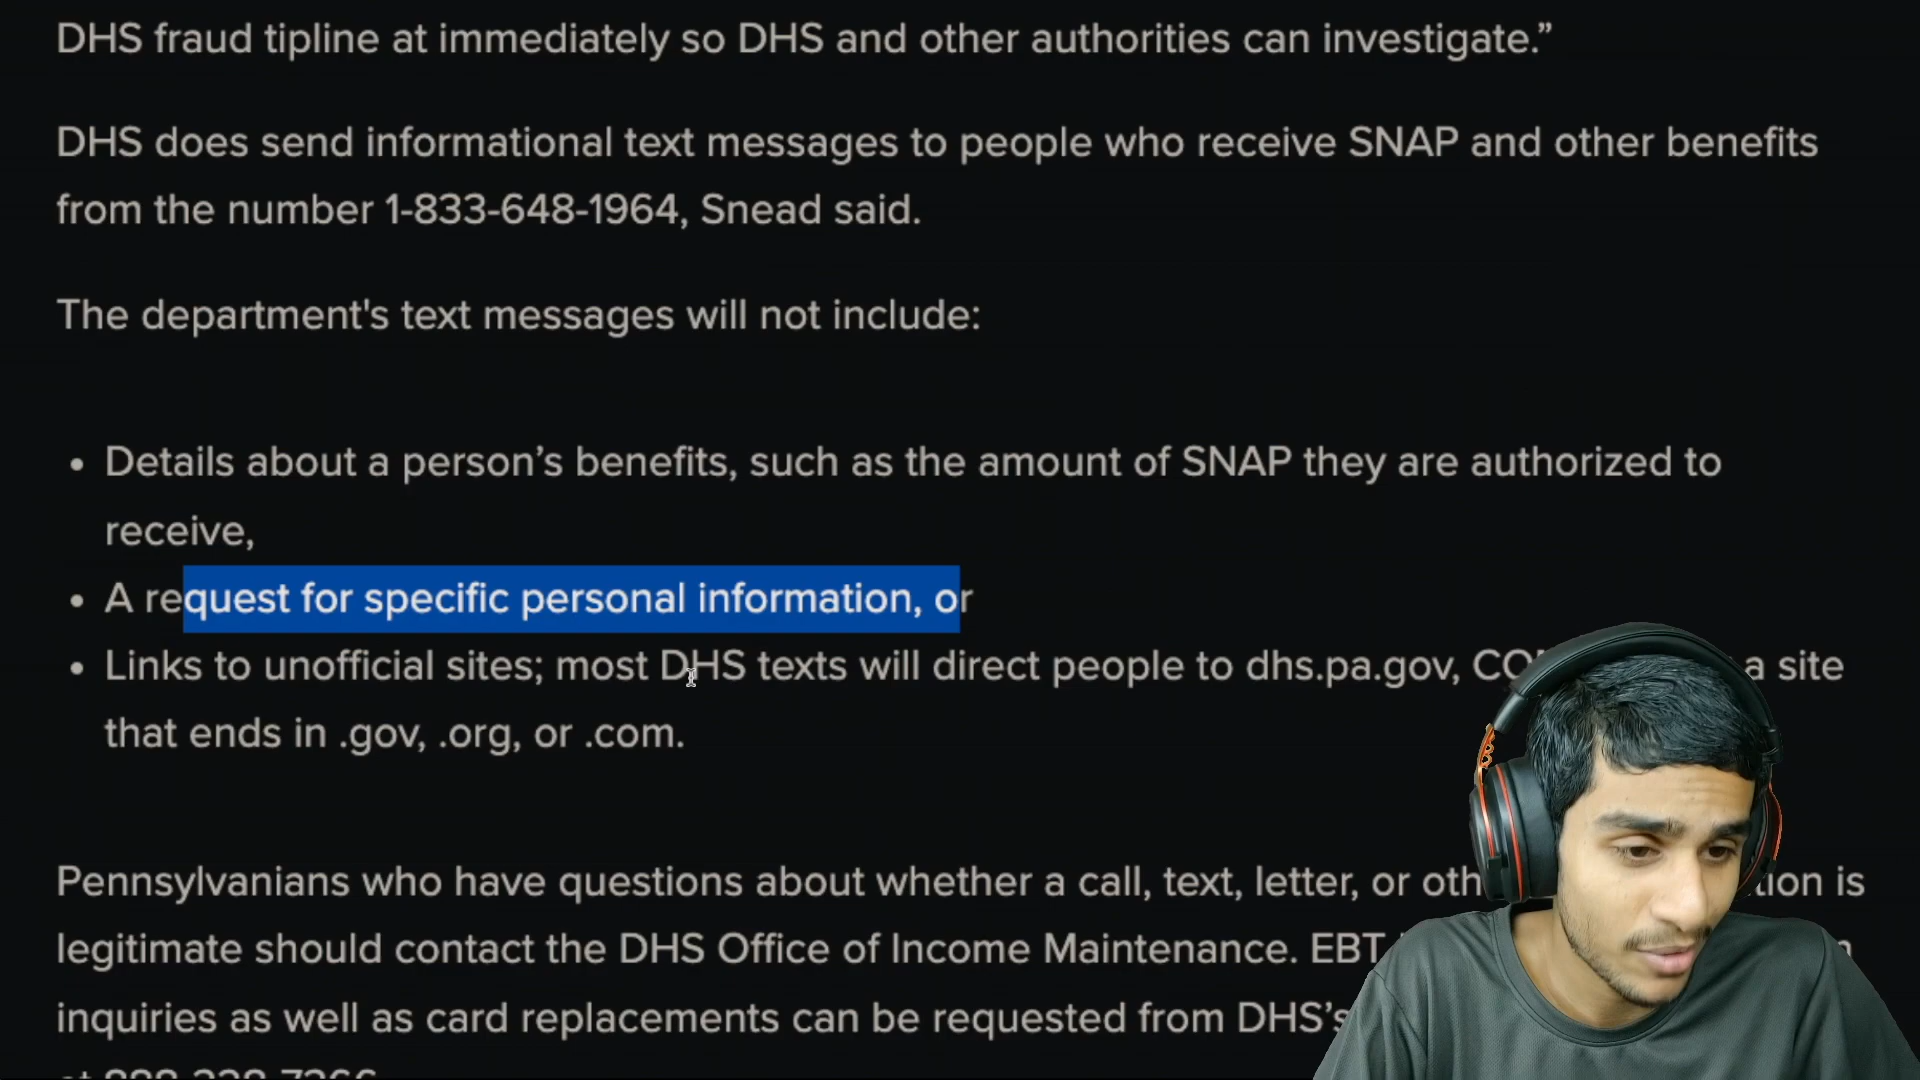 DHS fraud tipline at immediately so DHS and other authorities can investigate.”
DHS does send informational text messages to people who receive SNAP and other benefits
from the number 1-833-648-1964, Snead said.
The department's text messages will not include:
• Details about a person’s benefits, such as the amount of SNAP they are authorized to
receive,
• A request for specific personal information, or
• Links to unofficial sites; most DHS texts will direct people to dhs.pa.gov, a site
that ends in .gov, .org, or .com.
Pennsylvanians who have questions about whether a call, text, letter, or is
legitimate should contact the DHS Office of Income Maintenance. EBT
inquiries as well as card replacements can be requested from DHS’s